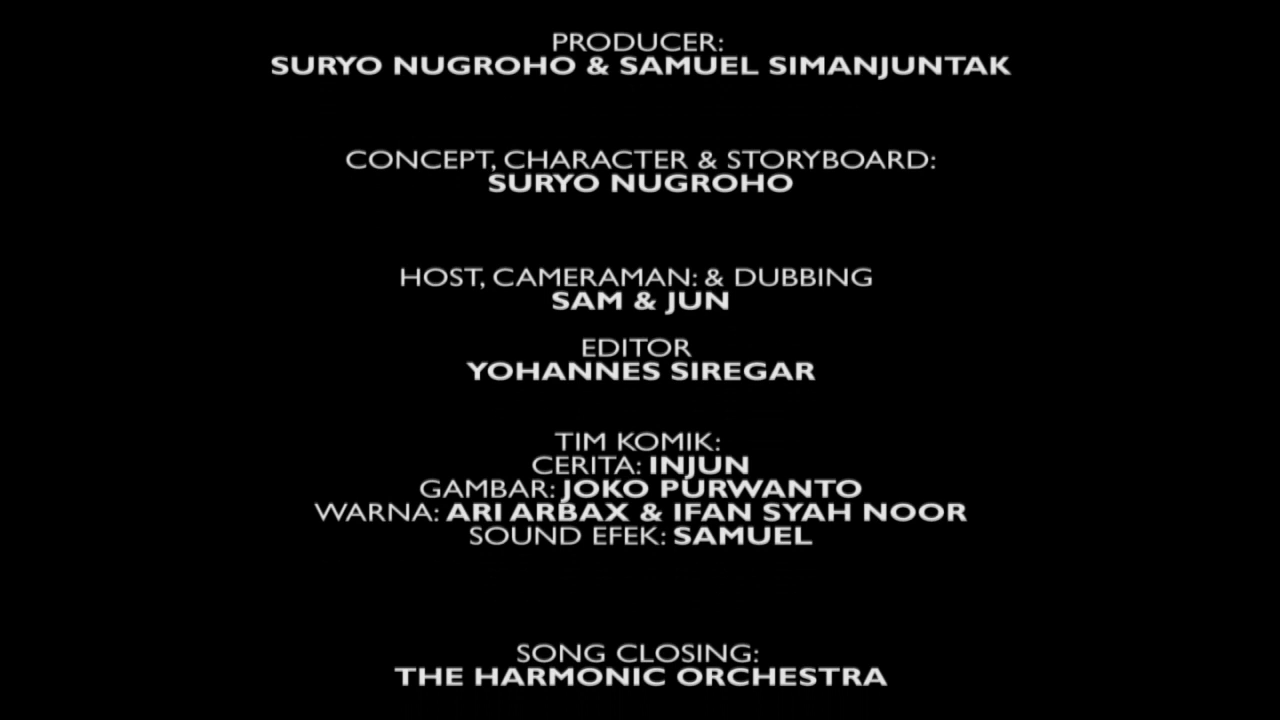 PRODUCER:
SURYO NUGROHO & SAMUEL SIMANJUNTAK
CONCEPT, CHARACTER & STORYBOARD:
SURYO NUGROHO
HOST, CAMERAMAN: & DUBBING
SAM & JUN
EDITOR
YOHANNES SIREGAR
TIM KOMIK:
CERITA: INJUN
GAMBAR: JOKO PURWANTO
WARNA: ARI ARBAX & IFAN SYAH NOOR
SOUND EFEK: SAMUEL
SONG CLOSING:
THE HARMONIC ORCHESTRA